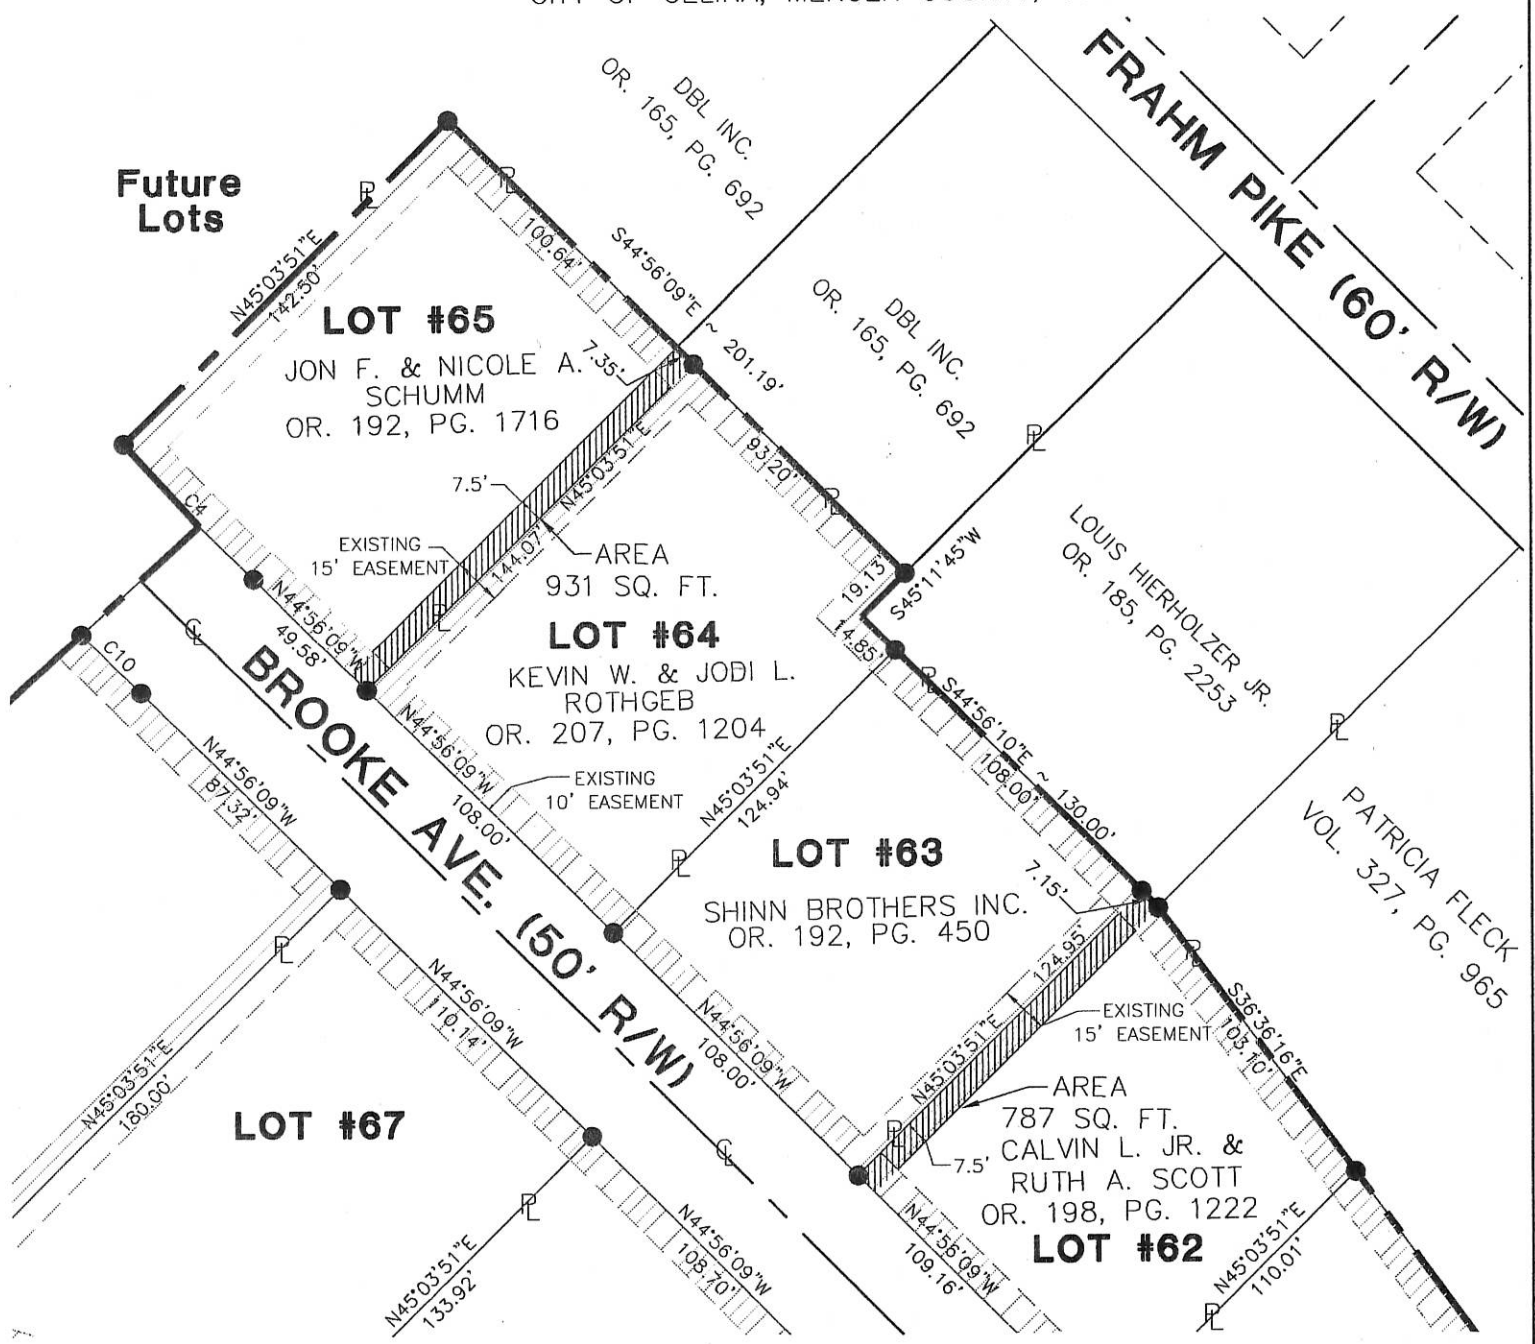 DBL INC.
OR. 165, PG. 692
FRAHM PIKE (60' R/W)
Future
Lots
N45°03'51"E
142.50'
100.64'
S44°56'09"E ~ 201.19'
LOT #65
JON F. & NICOLE A.
SCHUMM
OR. 192, PG. 1716
7.35'
DBL INC.
OR. 165, PG. 692
7.5'
N45°03'51"E
144.07'
93.20'
C4
EXISTING
15' EASEMENT
AREA
931 SQ. FT.
19.13'
S45°11'45"W
14.85'
LOUIS HIERHOLZER JR.
OR. 185, PG. 2253
N44°56'09"W
49.58'
LOT #64
KEVIN W. & JODI L.
ROTHGEB
OR. 207, PG. 1204
C10
BROOKE AVE. (50' R/W)
N44°56'09"W
108.00'
EXISTING
10' EASEMENT
N45°03'51"E
124.94'
S44°56'10"E ~ 130.00'
108.00'
N44°56'09"W
87.32'
PATRICIA FLECK
VOL. 327, PG. 965
LOT #63
SHINN BROTHERS INC.
OR. 192, PG. 450
7.15'
124.95'
N45°03'51"E
EXISTING
15' EASEMENT
S36°36'16"E
103.10'
N44°56'09"W
110.14'
N44°56'09"W
108.00'
N45°03'51"E
180.00'
LOT #67
AREA
787 SQ. FT.
7.5'
CALVIN L. JR. &
RUTH A. SCOTT
OR. 198, PG. 1222
LOT #62
N44°56'09"W
109.16'
N45°03'51"E
110.01'
N45°03'51"E
133.92'
N44°56'09"W
108.70'